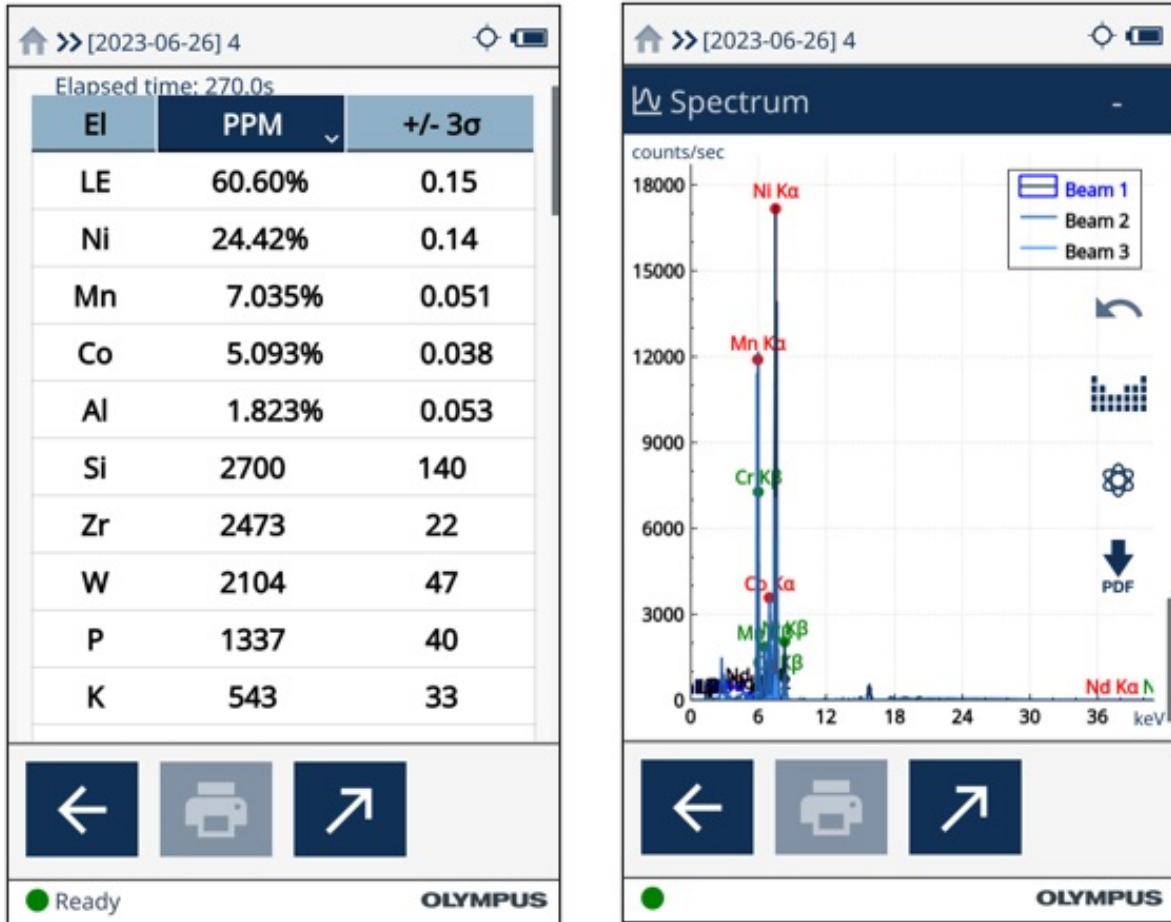 >> [2023-06-26] 4
Elapsed time: 270.0s
El PPM +/- 3σ
LE 60.60% 0.15
Ni 24.42% 0.14
Mn 7.035% 0.051
Co 5.093% 0.038
Al 1.823% 0.053
Si 2700 140
Zr 2473 22
W 2104 47
P 1337 40
K 543 33
Ready OLYMPUS
>> [2023-06-26] 4
Spectrum -
counts/sec
18000
15000
12000
9000
6000
3000
0
Ni Kα
Mn Kα
Cr Kβ
Co Kα
Nd
Nd Kα N
Beam 1
Beam 2
Beam 3
PDF
0 6 12 18 24 30 36 keV
OLYMPUS